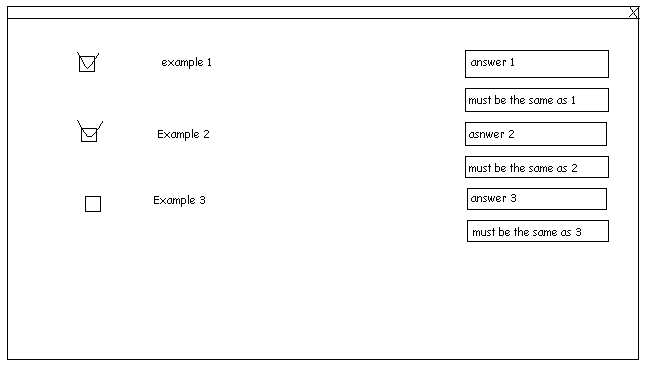 X
example 1
answer 1
must be the same as 1
Example 2
asnwer 2
must be the same as 2
Example 3
answer 3
must be the same as 3